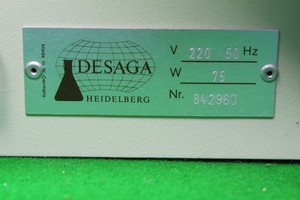 DESAGA
HEIDELBERG
V 220 50 Hz
W 75
Nr. 842960